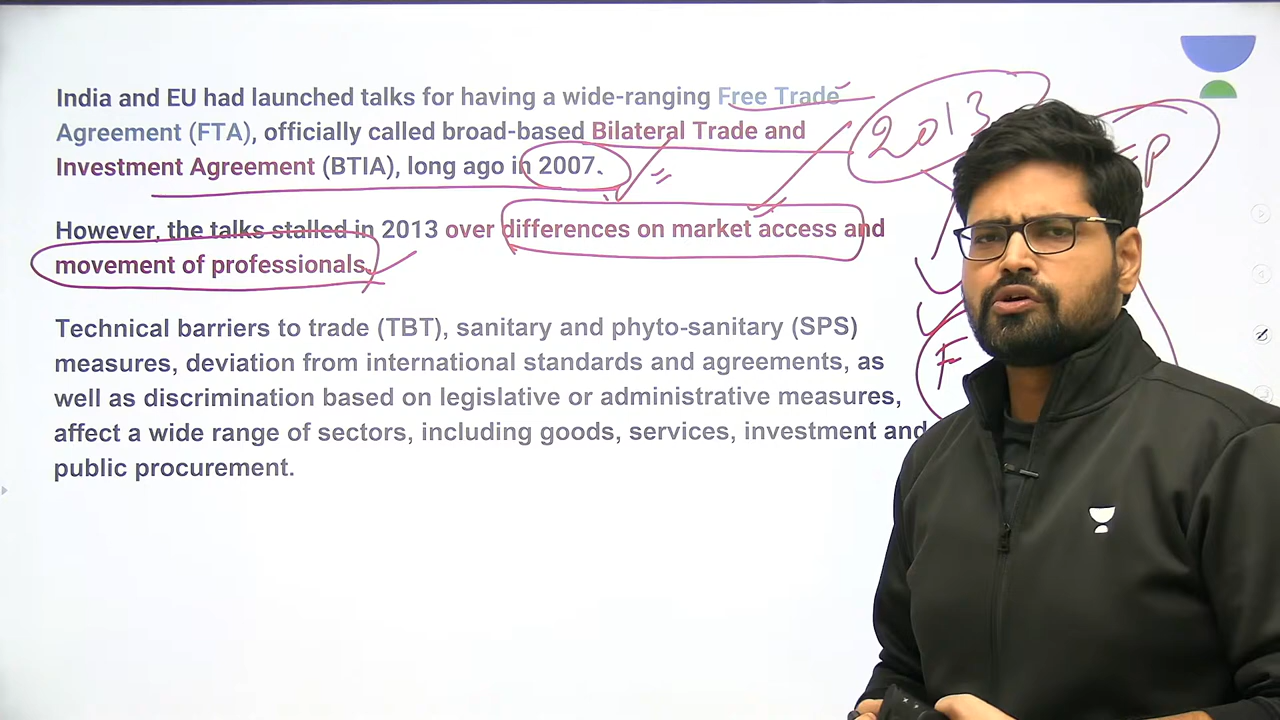 India and EU had launched talks for having a wide-ranging Free Trade
Agreement (FTA), officially called broad-based Bilateral Trade and
Investment Agreement (BTIA), long ago in 2007.
However, the talks stalled in 2013 over differences on market access and
movement of professionals.
Technical barriers to trade (TBT), sanitary and phyto-sanitary (SPS)
measures, deviation from international standards and agreements, as
well as discrimination based on legislative or administrative measures,
affect a wide range of sectors, including goods, services, investment and
public procurement.
2013